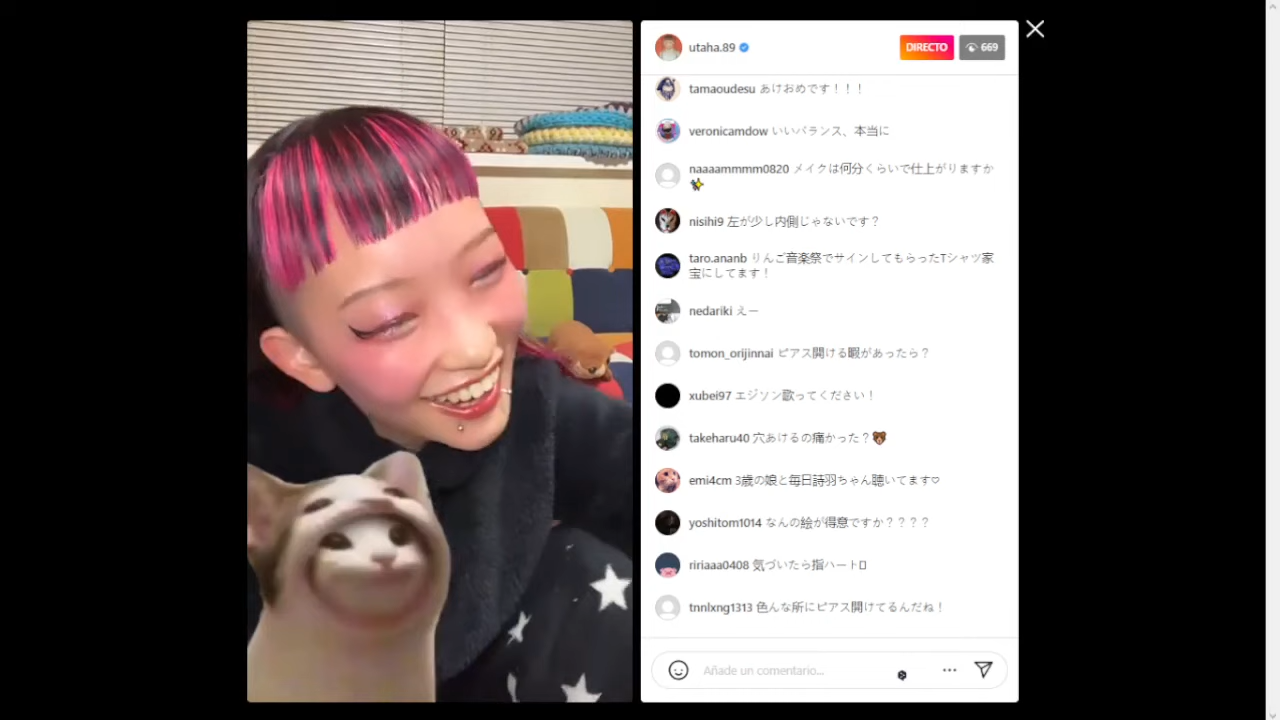 utaha.89
DIRECTO
669
tamaoudesu あけおめです！！！
veronicamdow いいバランス、本当に
naaaammmm0820 メイクは何分くらいで仕上がりますか
✨
nisihi9 左が少し内側じゃないです？
taro.ananb りんご音楽祭でサインしてもらったTシャツ家
宝にしてます！
nedariki えー
tomon_orijinnai ピアス開ける暇があったら？
xubei97 エジソン歌ってください！
takeharu40 穴あけるの痛かった？🐻
emi4cm 3歳の娘と毎日詩羽ちゃん聴いてます♡
yoshitom1014 なんの絵が得意ですか？？？？
ririaaa0408 気づいたら指ハート▯
tnnlxng1313 色んな所にピアス開けてるんだね！
Añade un comentario...